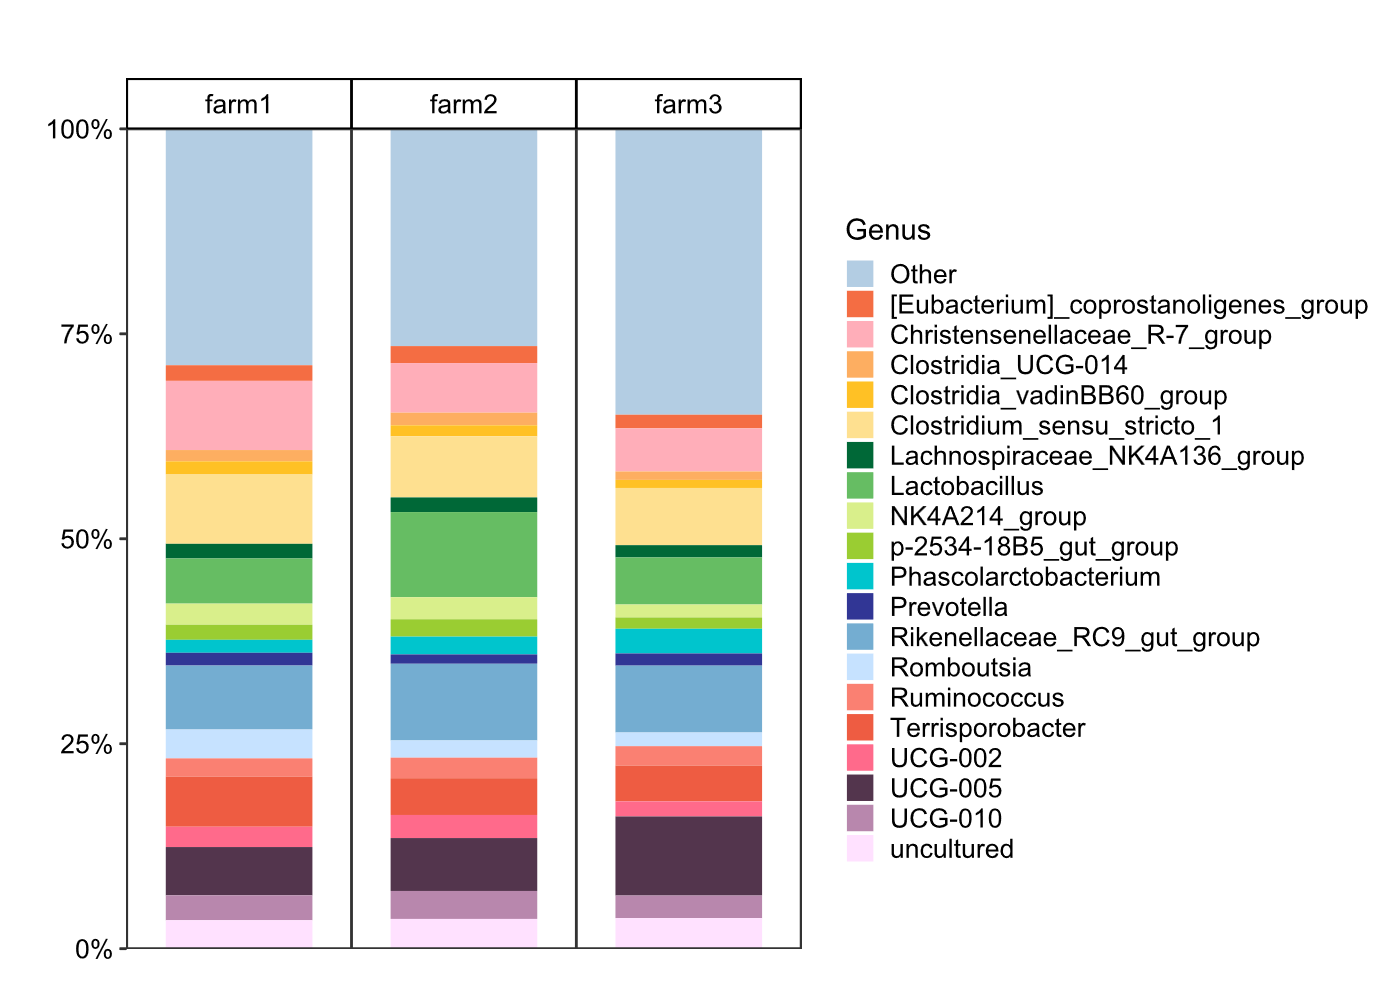 farm1
farm2
farm3
100%
75%
50%
25%
0%
Genus
Other
[Eubacterium]_coprostanoligenes_group
Christensenellaceae_R-7_group
Clostridia_UCG-014
Clostridia_vadinBB60_group
Clostridium_sensu_stricto_1
Lachnospiraceae_NK4A136_group
Lactobacillus
NK4A214_group
p-2534-18B5_gut_group
Phascolarctobacterium
Prevotella
Rikenellaceae_RC9_gut_group
Romboutsia
Ruminococcus
Terrisporobacter
UCG-002
UCG-005
UCG-010
uncultured